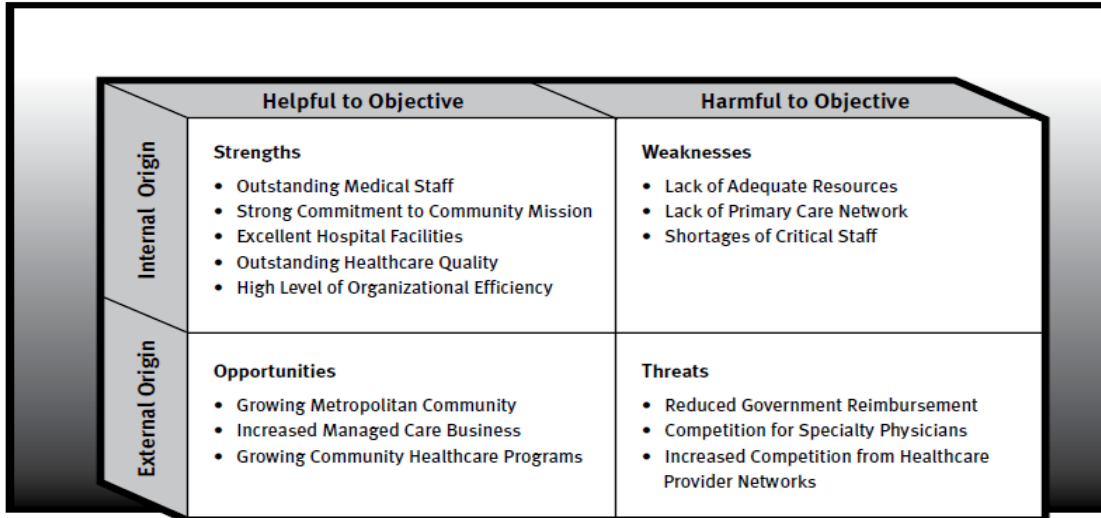 Helpful to Objective
Harmful to Objective
Internal Origin
Strengths
• Outstanding Medical Staff
• Strong Commitment to Community Mission
• Excellent Hospital Facilities
• Outstanding Healthcare Quality
• High Level of Organizational Efficiency
Weaknesses
• Lack of Adequate Resources
• Lack of Primary Care Network
• Shortages of Critical Staff
External Origin
Opportunities
• Growing Metropolitan Community
• Increased Managed Care Business
• Growing Community Healthcare Programs
Threats
• Reduced Government Reimbursement
• Competition for Specialty Physicians
• Increased Competition from Healthcare
Provider Networks